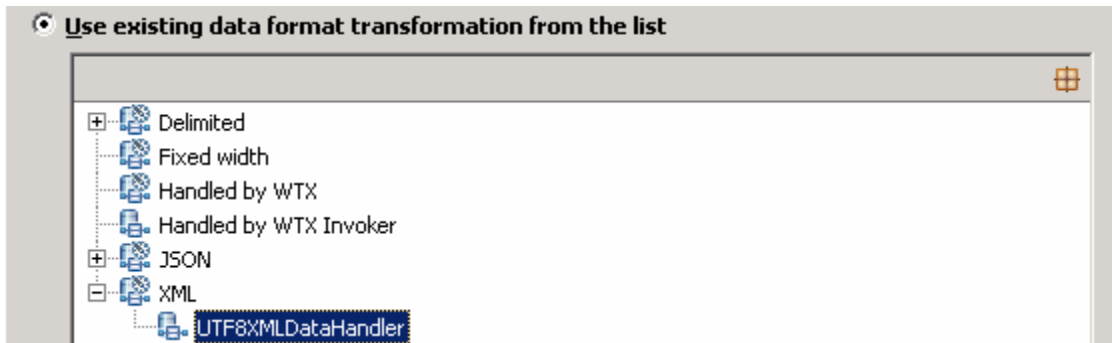 Use existing data format transformation from the list
Delimited
Fixed width
Handled by WTX
Handled by WTX Invoker
JSON
XML
UTF8XMLDataHandler